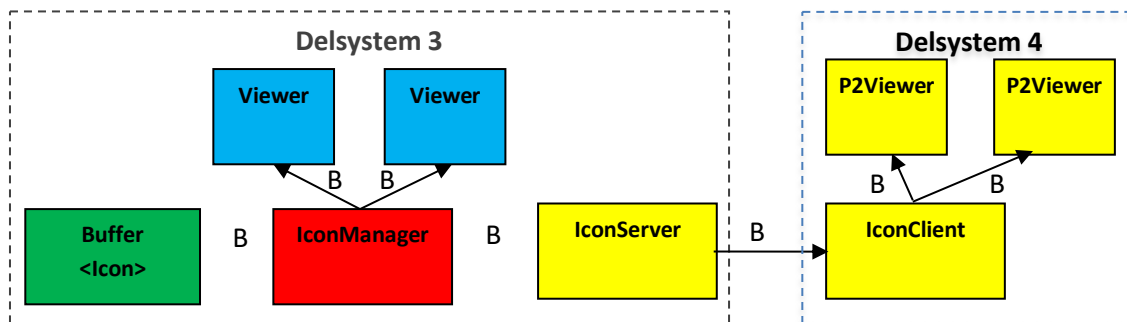 Delsystem 3
Delsystem 4
Viewer
Viewer
P2Viewer
P2Viewer
B
B
B
B
Buffer
<Icon>
B
IconManager
B
IconServer
B
IconClient